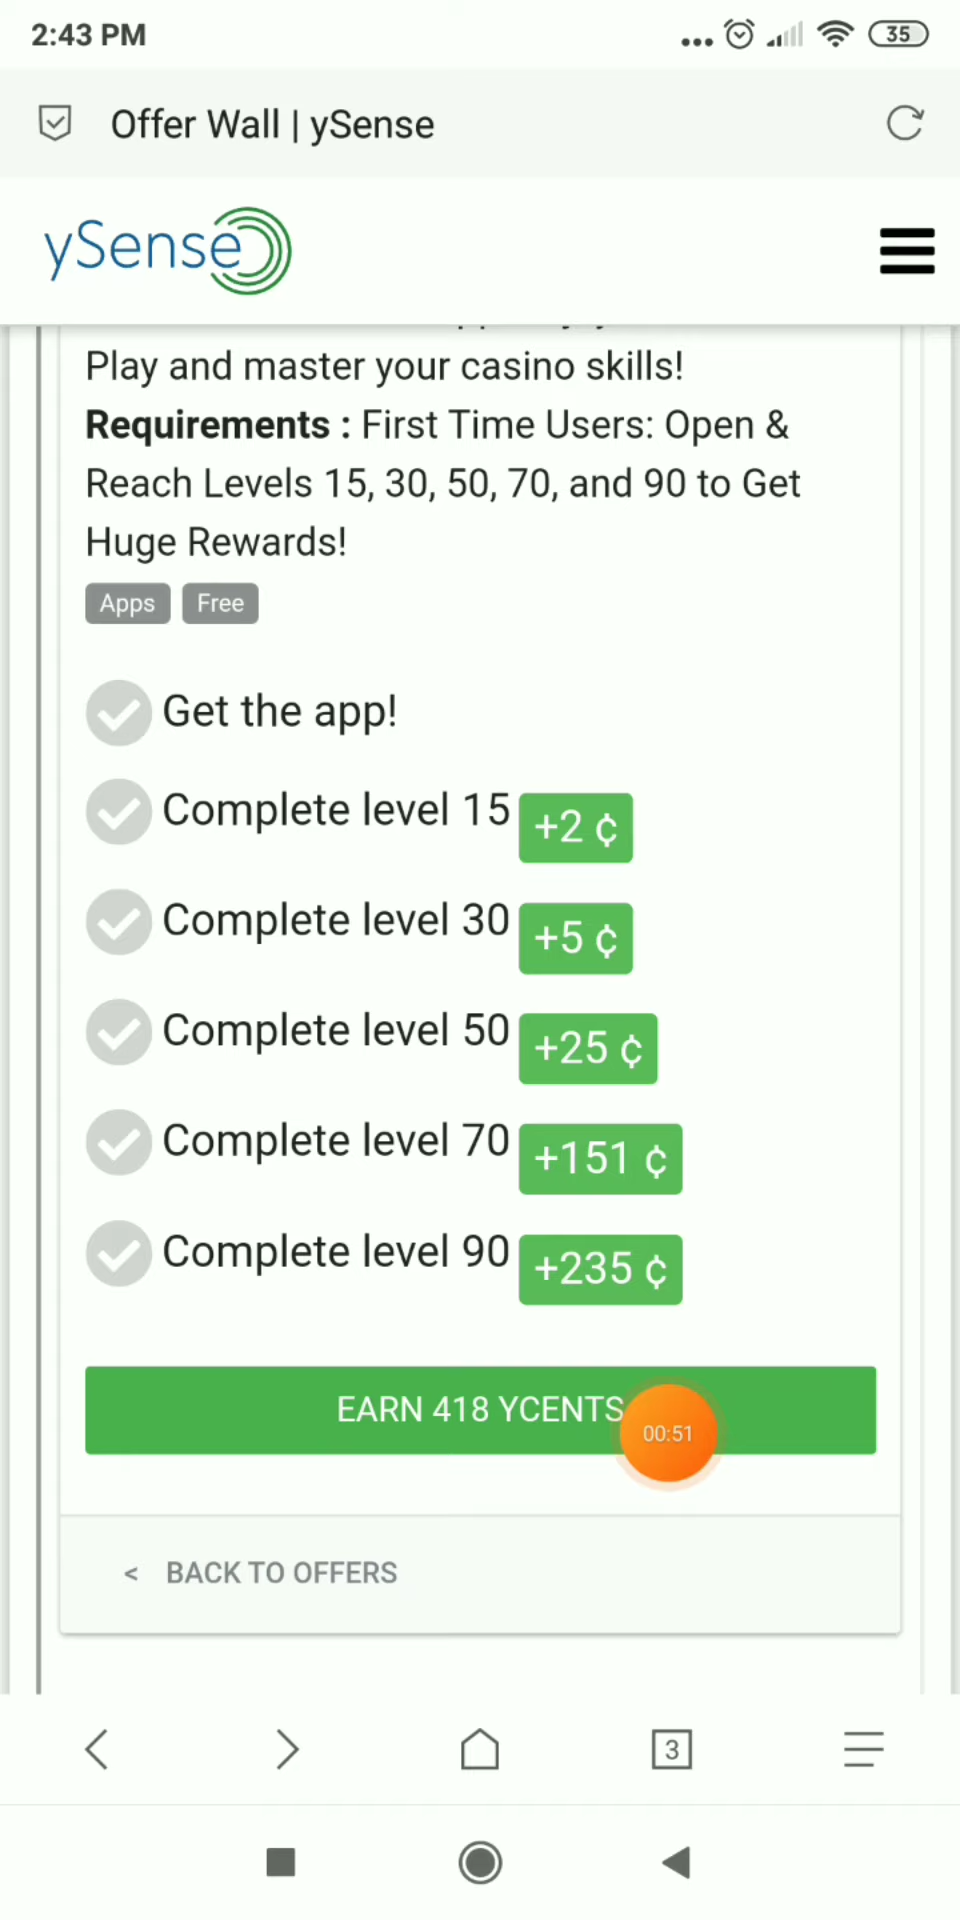 2:43 PM
35
Offer Wall | ySense
ySense
Play and master your casino skills!
Requirements : First Time Users: Open &
Reach Levels 15, 30, 50, 70, and 90 to Get
Huge Rewards!
Apps Free
Get the app!
Complete level 15 +2 ¢
Complete level 30 +5 ¢
Complete level 50 +25 ¢
Complete level 70 +151 ¢
Complete level 90 +235 ¢
EARN 418 YCENTS
00:51
< BACK TO OFFERS
3